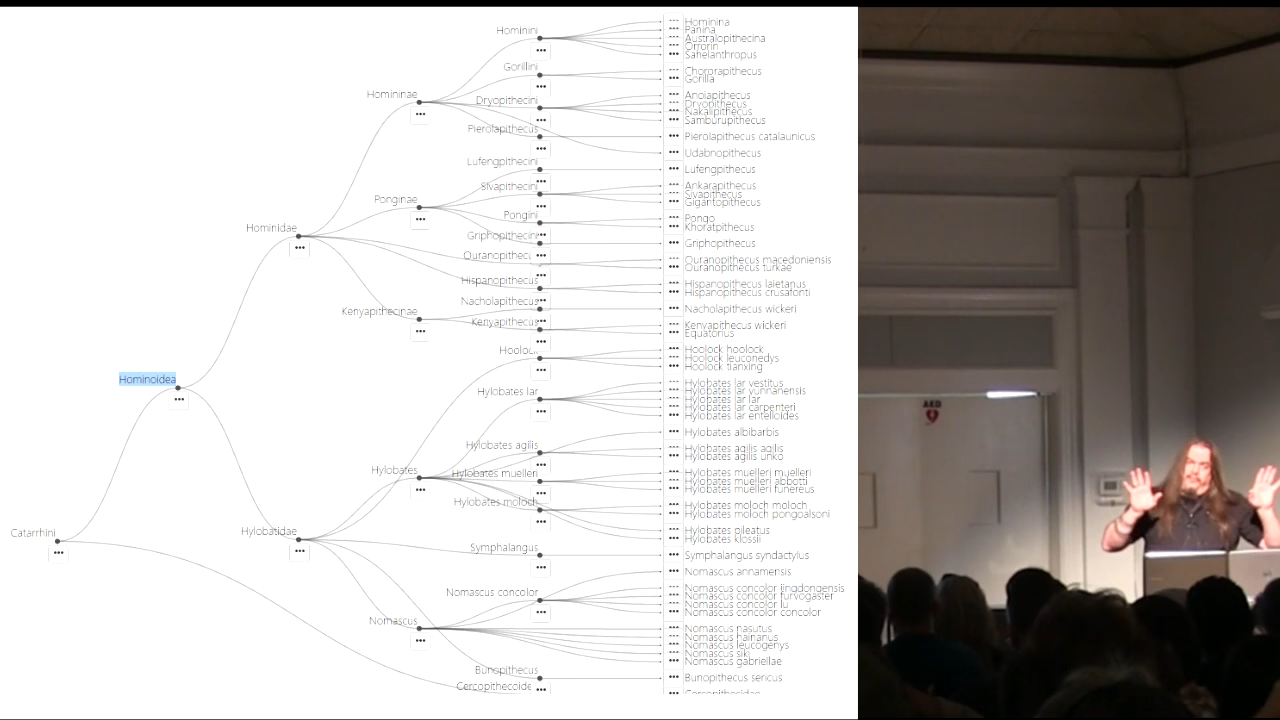 Hominina
Hominini
Panina
Australopithecina
Orrorin
Sahelanthropus
Gorillini
Chororapithecus
Gorilla
Homininae
Anoiapithecus
Dryopithecini
Dryopithecus
Nakalipithecus
Samburupithecus
Pierolapithecus
Pierolapithecus catalaunicus
Udabnopithecus
Lufengpithecini
Lufengpithecus
Sivapithecini
Ankarapithecus
Sivapithecus
Gigantopithecus
Ponginae
Pongini
Pongo
Khoratpithecus
Hominidae
Griphopithecini
Griphopithecus
Ouranopithec
Ouranopithecus macedoniensis
Ouranopithecus turkae
Hispanopithecus
Hispanopithecus laietanus
Hispanopithecus crusafonti
Nacholapithecus
Nacholapithecus wickeri
Kenyapithecinae
Kenyapithecus
Kenyapithecus wickeri
Equatorius
Hoolock
Hoolock hoolock
Hoolock leuconedys
Hoolock tianxing
Hominoidea
Hylobates lar
Hylobates lar vestitus
Hylobates lar yunnanensis
Hylobates lar lar
Hylobates lar carpenteri
Hylobates lar entelloides
Hylobates albibarbis
AED
Hylobates agilis
Hylobates agilis agilis
Hylobates agilis unko
Hylobates
Hylobates muelleri
Hylobates muelleri muelleri
Hylobates muelleri abbotti
Hylobates muelleri funereus
Hylobates moloch
Hylobates moloch moloch
Hylobates moloch pongoalsoni
Hylobates pileatus
Hylobates klossii
Catarrhini
Hylobatidae
Symphalangus
Symphalangus syndactylus
Nomascus annamensis
Nomascus concolor
Nomascus concolor jingdongensis
Nomascus concolor furvogaster
Nomascus concolor lu
Nomascus concolor concolor
Nomascus
Nomascus nasutus
Nomascus hainanus
Nomascus leucogenys
Nomascus siki
Nomascus gabriellae
Bunopithecus
Bunopithecus sericus
Cercopithecoide
Cercopithecidae